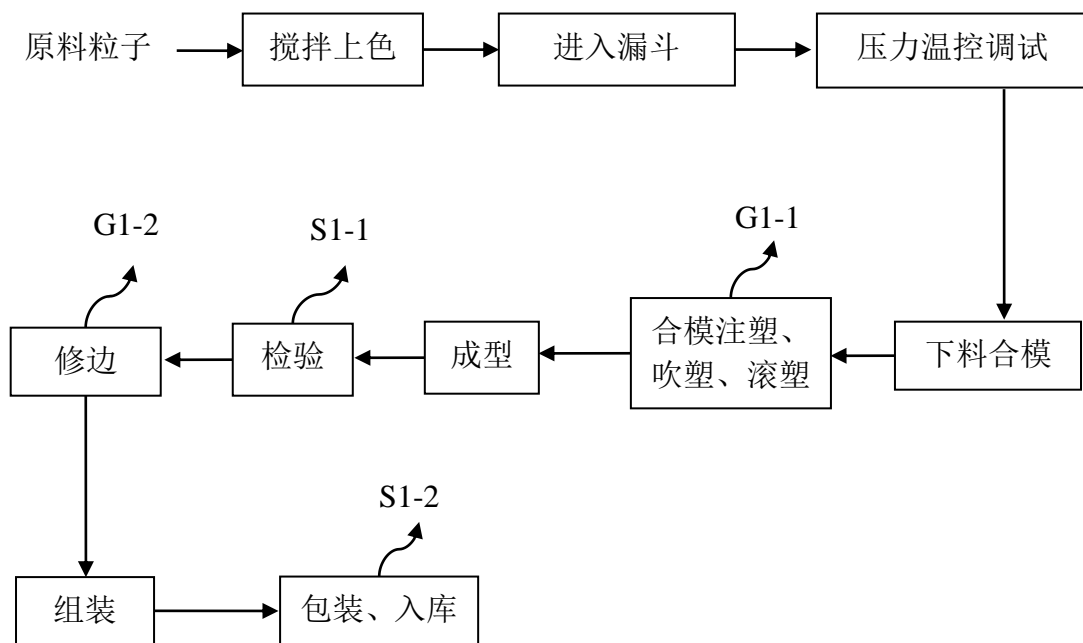 原料粒子
搅拌上色
进入漏斗
压力温控调试
G1-2
S1-1
G1-1
修边
检验
成型
合模注塑、
吹塑、滚塑
下料合模
S1-2
组装
包装、入库